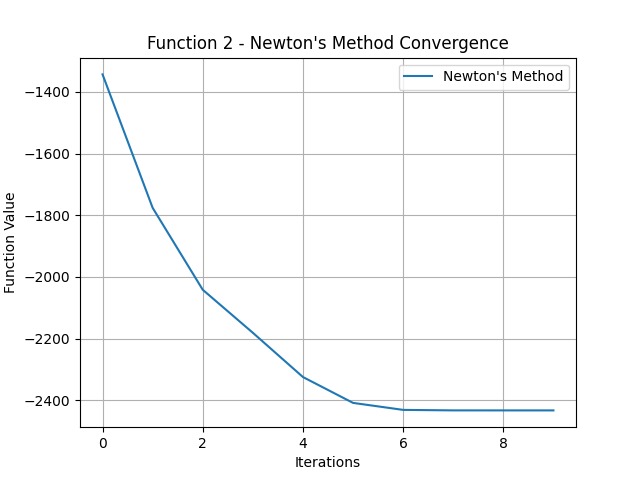 Function 2 - Newton's Method Convergence
Newton's Method
−1400
−1600
−1800
−2000
−2200
−2400
Function Value
0 2 4 6 8
Iterations